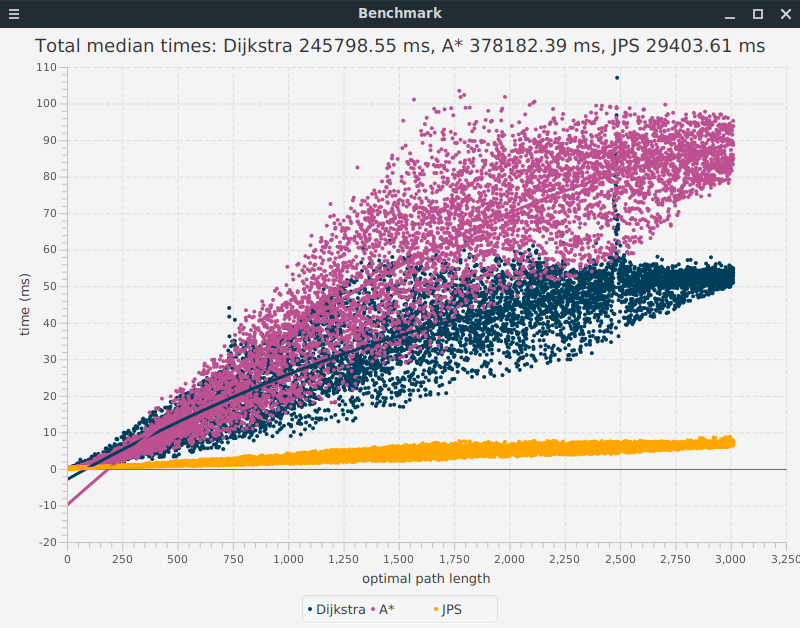 Benchmark
Total median times: Dijkstra 245798.55 ms, A* 378182.39 ms, JPS 29403.61 ms
110
100
90
80
70
60
50
40
30
20
10
0
-10
-20
time (ms)
0 250 500 750 1,000 1,250 1,500 1,750 2,000 2,250 2,500 2,750 3,000 3,250
optimal path length
Dijkstra A* JPS